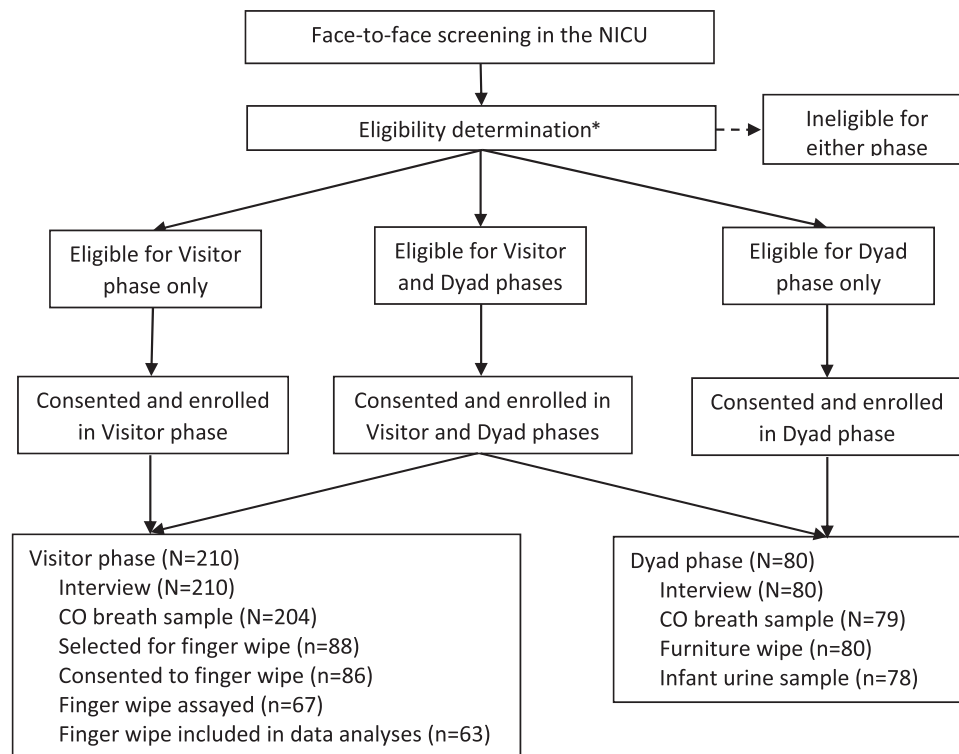 Face-to-face screening in the NICU
Eligibility determination*
Ineligible for
either phase
Eligible for Visitor
phase only
Eligible for Visitor
and Dyad phases
Eligible for Dyad
phase only
Consented and enrolled
in Visitor phase
Consented and enrolled in
Visitor and Dyad phases
Consented and enrolled
in Dyad phase
Visitor phase (N=210)
Interview (N=210)
CO breath sample (N=204)
Selected for finger wipe (n=88)
Consented to finger wipe (n=86)
Finger wipe assayed (n=67)
Finger wipe included in data analyses (n=63)
Dyad phase (N=80)
Interview (N=80)
CO breath sample (N=79)
Furniture wipe (n=80)
Infant urine sample (n=78)